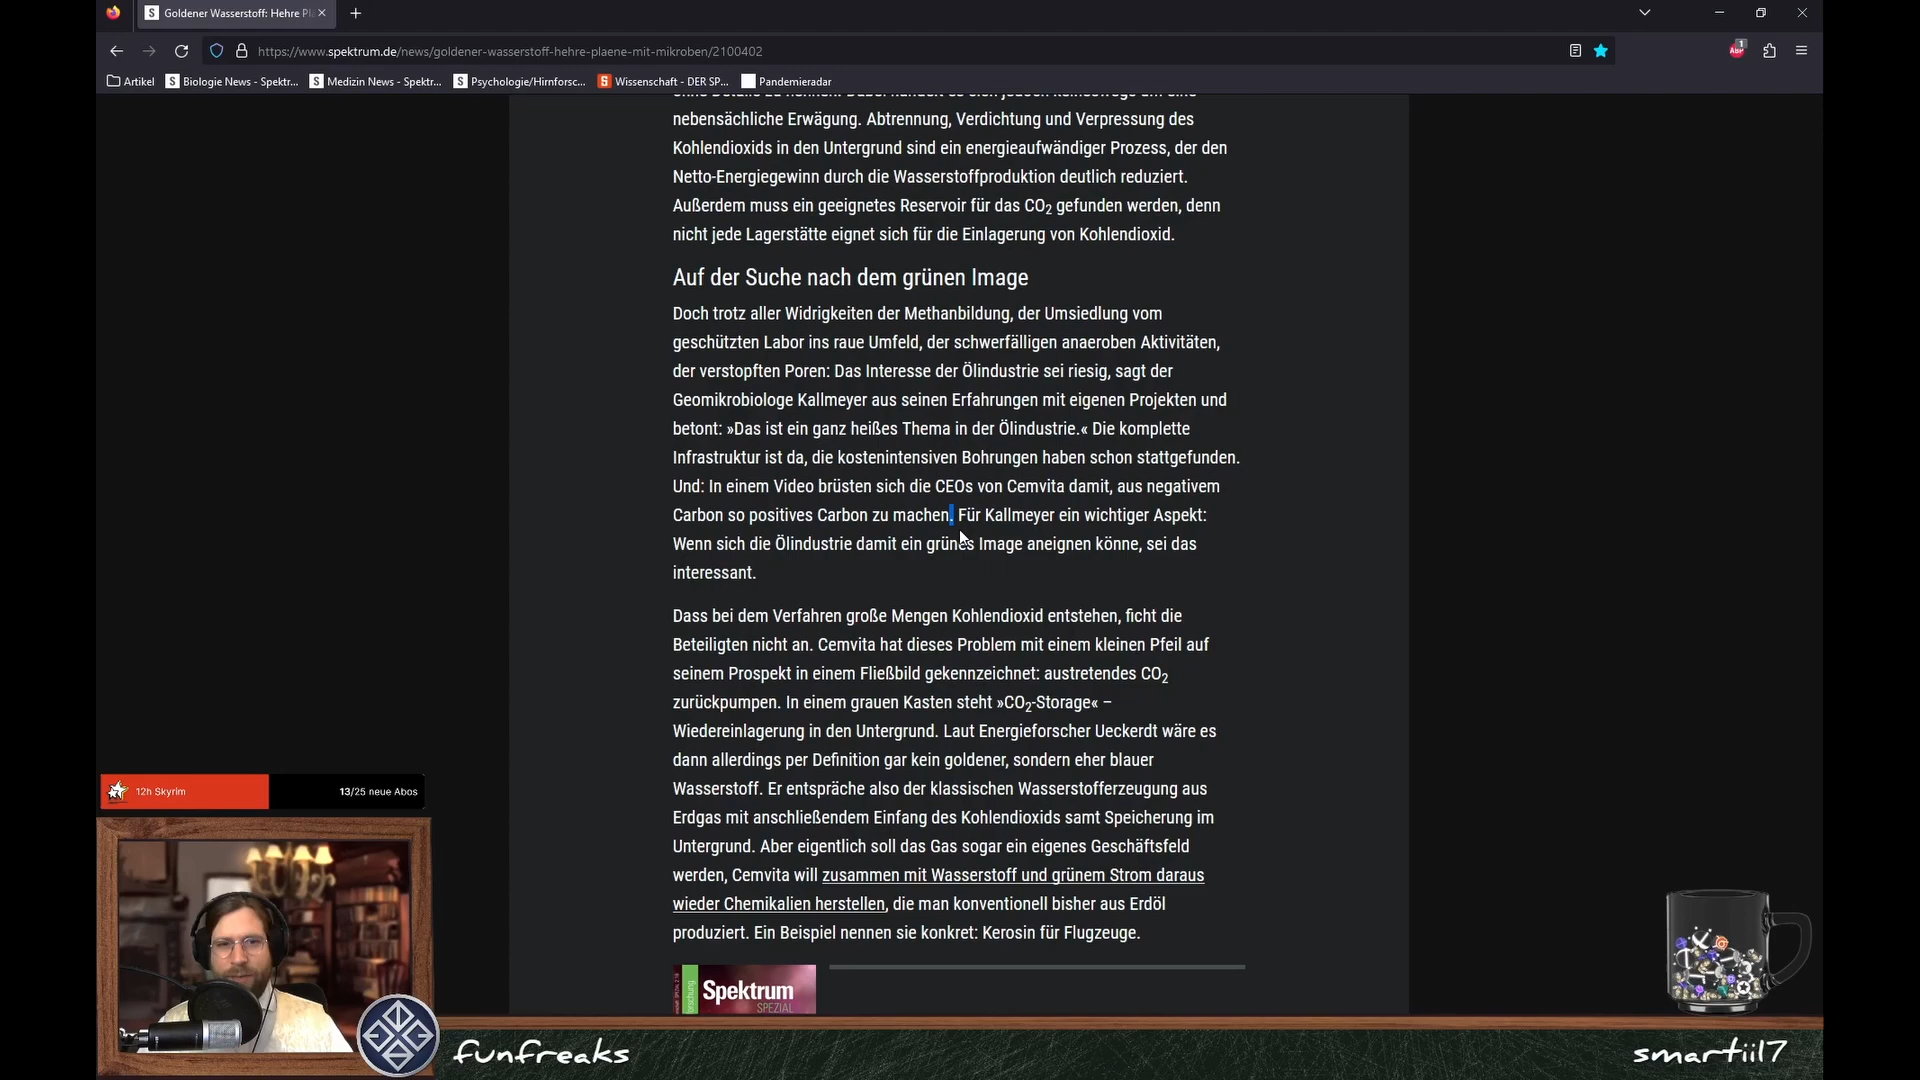 Goldener Wasserstoff: Hehre Pl
https://www.spektrum.de/news/goldener-wasserstoff-hehre-plaene-mit-mikroben/2100402
ABP 1
Artikel Biologie News - Spektr... Medizin News - Spektr... Psychologie/Hirnforsc... Wissenschaft - DER SP... Pandemieradar
nebensächliche Erwägung. Abtrennung, Verdichtung und Verpressung des
Kohlendioxids in den Untergrund sind ein energieaufwändiger Prozess, der den
Netto-Energiegewinn durch die Wasserstoffproduktion deutlich reduziert.
Außerdem muss ein geeignetes Reservoir für das CO₂ gefunden werden, denn
nicht jede Lagerstätte eignet sich für die Einlagerung von Kohlendioxid.
Auf der Suche nach dem grünen Image
Doch trotz aller Widrigkeiten der Methanbildung, der Umsiedlung vom
geschützten Labor ins raue Umfeld, der schwerfälligen anaeroben Aktivitäten,
der verstopften Poren: Das Interesse der Ölindustrie sei riesig, sagt der
Geomikrobiologe Kallmeyer aus seinen Erfahrungen mit eigenen Projekten und
betont: »Das ist ein ganz heißes Thema in der Ölindustrie.« Die komplette
Infrastruktur ist da, die kostenintensiven Bohrungen haben schon stattgefunden.
Und: In einem Video brüsten sich die CEOs von Cemvita damit, aus negativem
Carbon so positives Carbon zu machen. Für Kallmeyer ein wichtiger Aspekt:
Wenn sich die Ölindustrie damit ein grünes Image aneignen könne, sei das
interessant.
Dass bei dem Verfahren große Mengen Kohlendioxid entstehen, ficht die
Beteiligten nicht an. Cemvita hat dieses Problem mit einem kleinen Pfeil auf
seinem Prospekt in einem Fließbild gekennzeichnet: austretendes CO₂
zurückpumpen. In einem grauen Kasten steht »CO₂-Storage« –
Wiedereinlagerung in den Untergrund. Laut Energieforscher Ueckerdt wäre es
dann allerdings per Definition gar kein goldener, sondern eher blauer
Wasserstoff. Er entspräche also der klassischen Wasserstofferzeugung aus
Erdgas mit anschließendem Einfang des Kohlendioxids samt Speicherung im
Untergrund. Aber eigentlich soll das Gas sogar ein eigenes Geschäftsfeld
werden, Cemvita will zusammen mit Wasserstoff und grünem Strom daraus
wieder Chemikalien herstellen, die man konventionell bisher aus Erdöl
produziert. Ein Beispiel nennen sie konkret: Kerosin für Flugzeuge.
Spektrum
SPEZIAL
12h Skyrim 13/25 neue Abos
funfreaks
smartiil7